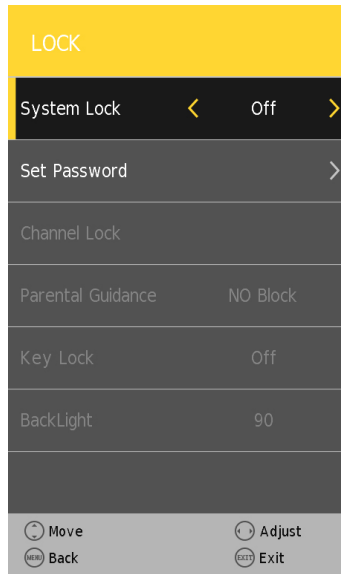 LOCK
System Lock < Off >
Set Password >
Channel Lock
Parental Guidance NO Block
Key Lock Off
BackLight 90
Move Adjust
MENU Back EXIT Exit